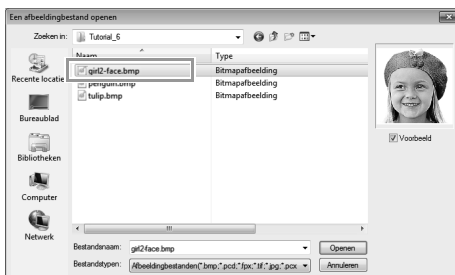 Een afbeeldingbestand openen
Zoeken in: Tutorial_6
Naam Type
girl2-face.bmp Bitmapafbeelding
penguin.bmp Bitmapafbeelding
tulip.bmp Bitmapafbeelding
Recente locatie
Bureaublad
Bibliotheken
Computer
Netwerk
Voorbeeld
Bestandsnaam: girl2-face.bmp Openen
Bestandstypen: Afbeeldingbestanden(*.bmp;*.pcd;*.fpx;*.tif;*.jpg;*.pcx Annuleren